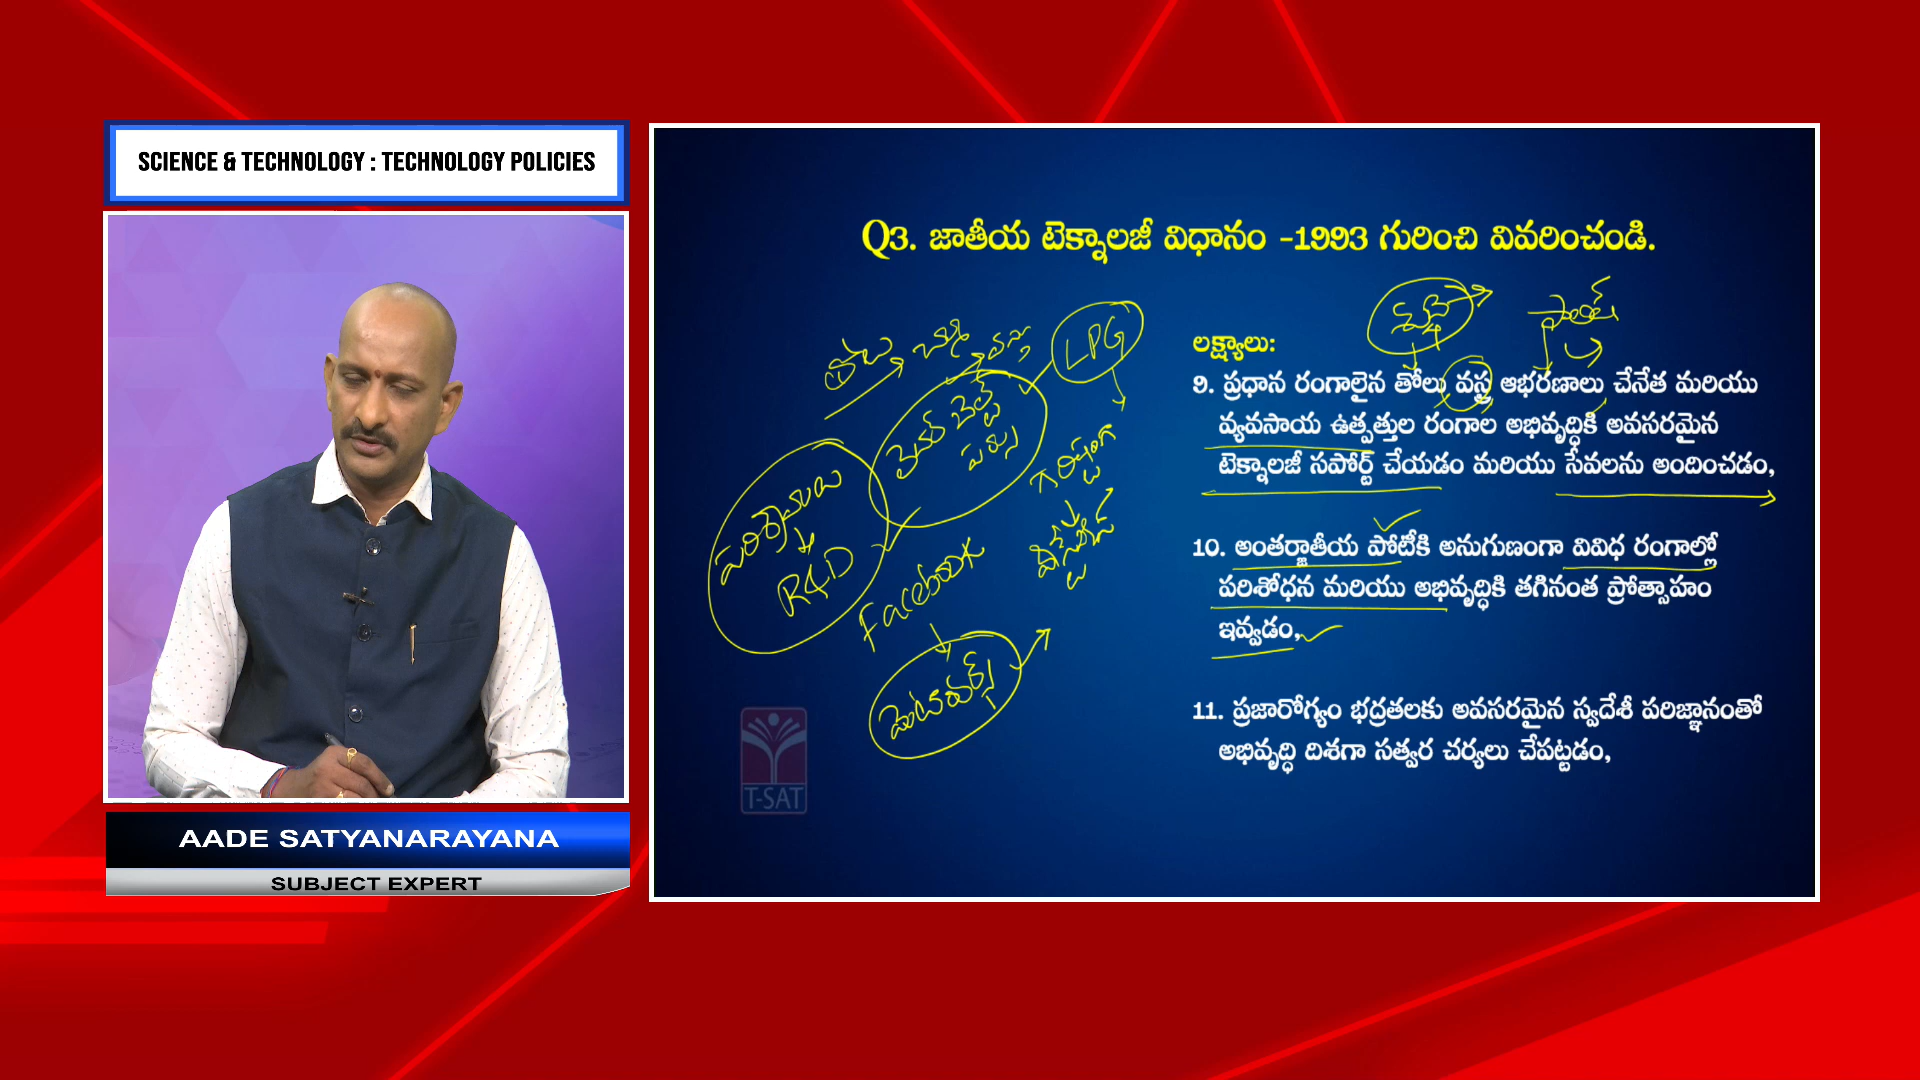 SCIENCE & TECHNOLOGY : TECHNOLOGY POLICIES
AADE SATYANARAYANA
SUBJECT EXPERT
Q3. జాతీయ టెక్నాలజీ విధానం -1993 గురించి వివరించండి.
లక్ష్యాలు:
9. ప్రధాన రంగాలైన తోలు వస్త్ర ఆభరణాలు చేనేత మరియు
వ్యవసాయ ఉత్పత్తుల రంగాల అభివృద్ధికి అవసరమైన
టెక్నాలజీ సపోర్ట్ చేయడం మరియు సేవలను అందించడం,
10. అంతర్జాతీయ పోటీకి అనుగుణంగా వివిధ రంగాల్లో
పరిశోధన మరియు అభివృద్ధికి తగినంత ప్రోత్సాహం
ఇవ్వడం,
11. ప్రజారోగ్యం భద్రతలకు అవసరమైన స్వదేశీ పరిజ్ఞానంతో
అభివృద్ధి దిశగా సత్వర చర్యలు చేపట్టడం,
LPG
పరిశ్రమలు
R&D
Facebook
T-SAT